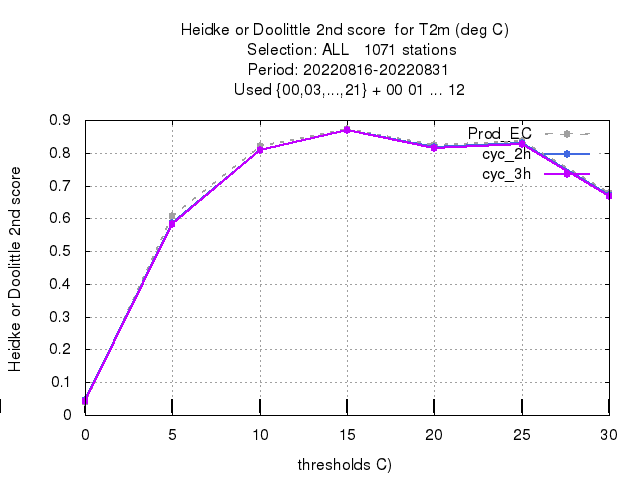 Heidke or Doolittle 2nd score  for T2m (deg C)
Selection: ALL   1071 stations
Period: 20220816-20220831
Used {00,03,...,21} + 00 01 ... 12
Heidke or Doolittle 2nd score
0.9
0.8
0.7
0.6
0.5
0.4
0.3
0.2
0.1
0
Prod_EC
cyc_2h
cyc_3h
0 5 10 15 20 25 30
thresholds C)